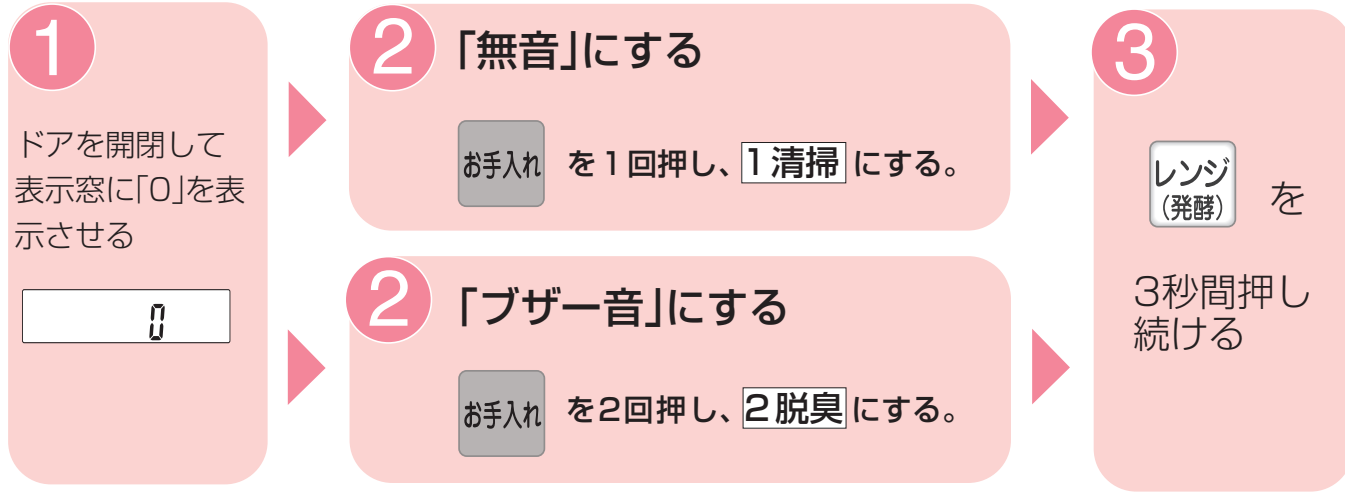 1
ドアを開閉して
表示窓に「0」を表
示させる
0
2 「無音」にする
お手入れ を1回押し、1 清掃 にする。
2 「ブザー音」にする
お手入れ を2回押し、2 脱臭 にする。
3
レンジ
(発酵) を
3秒間押し
続ける